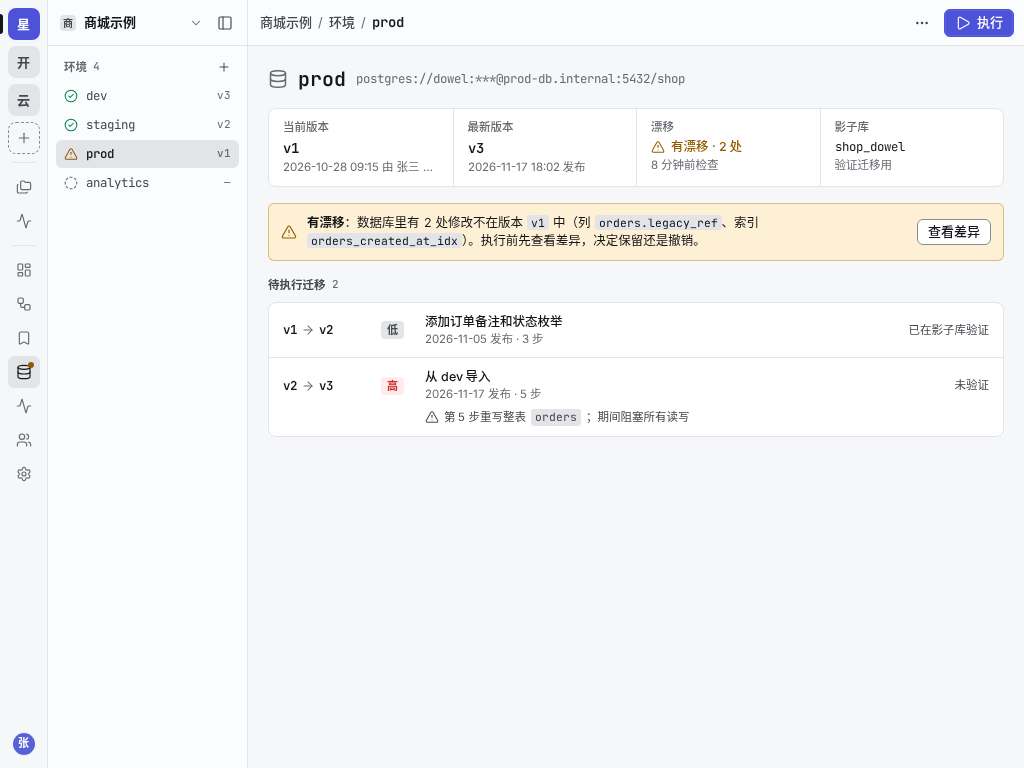 星
开
云
张
商 商城示例
环境 4
dev v3
staging v2
prod v1
analytics —
商城示例 / 环境 / prod
执行
prod postgres://dowel:***@prod-db.internal:5432/shop
当前版本
v1
2026-10-28 09:15 由 张三 …
最新版本
v3
2026-11-17 18:02 发布
漂移
有漂移 · 2 处
8 分钟前检查
影子库
shop_dowel
验证迁移用
有漂移：数据库里有 2 处修改不在版本 v1 中（列 orders.legacy_ref、索引
orders_created_at_idx）。执行前先查看差异，决定保留还是撤销。
查看差异
待执行迁移 2
v1 → v2 低 添加订单备注和状态枚举 已在影子库验证
2026-11-05 发布 · 3 步
v2 → v3 高 从 dev 导入 未验证
2026-11-17 发布 · 5 步
第 5 步重写整表 orders ；期间阻塞所有读写